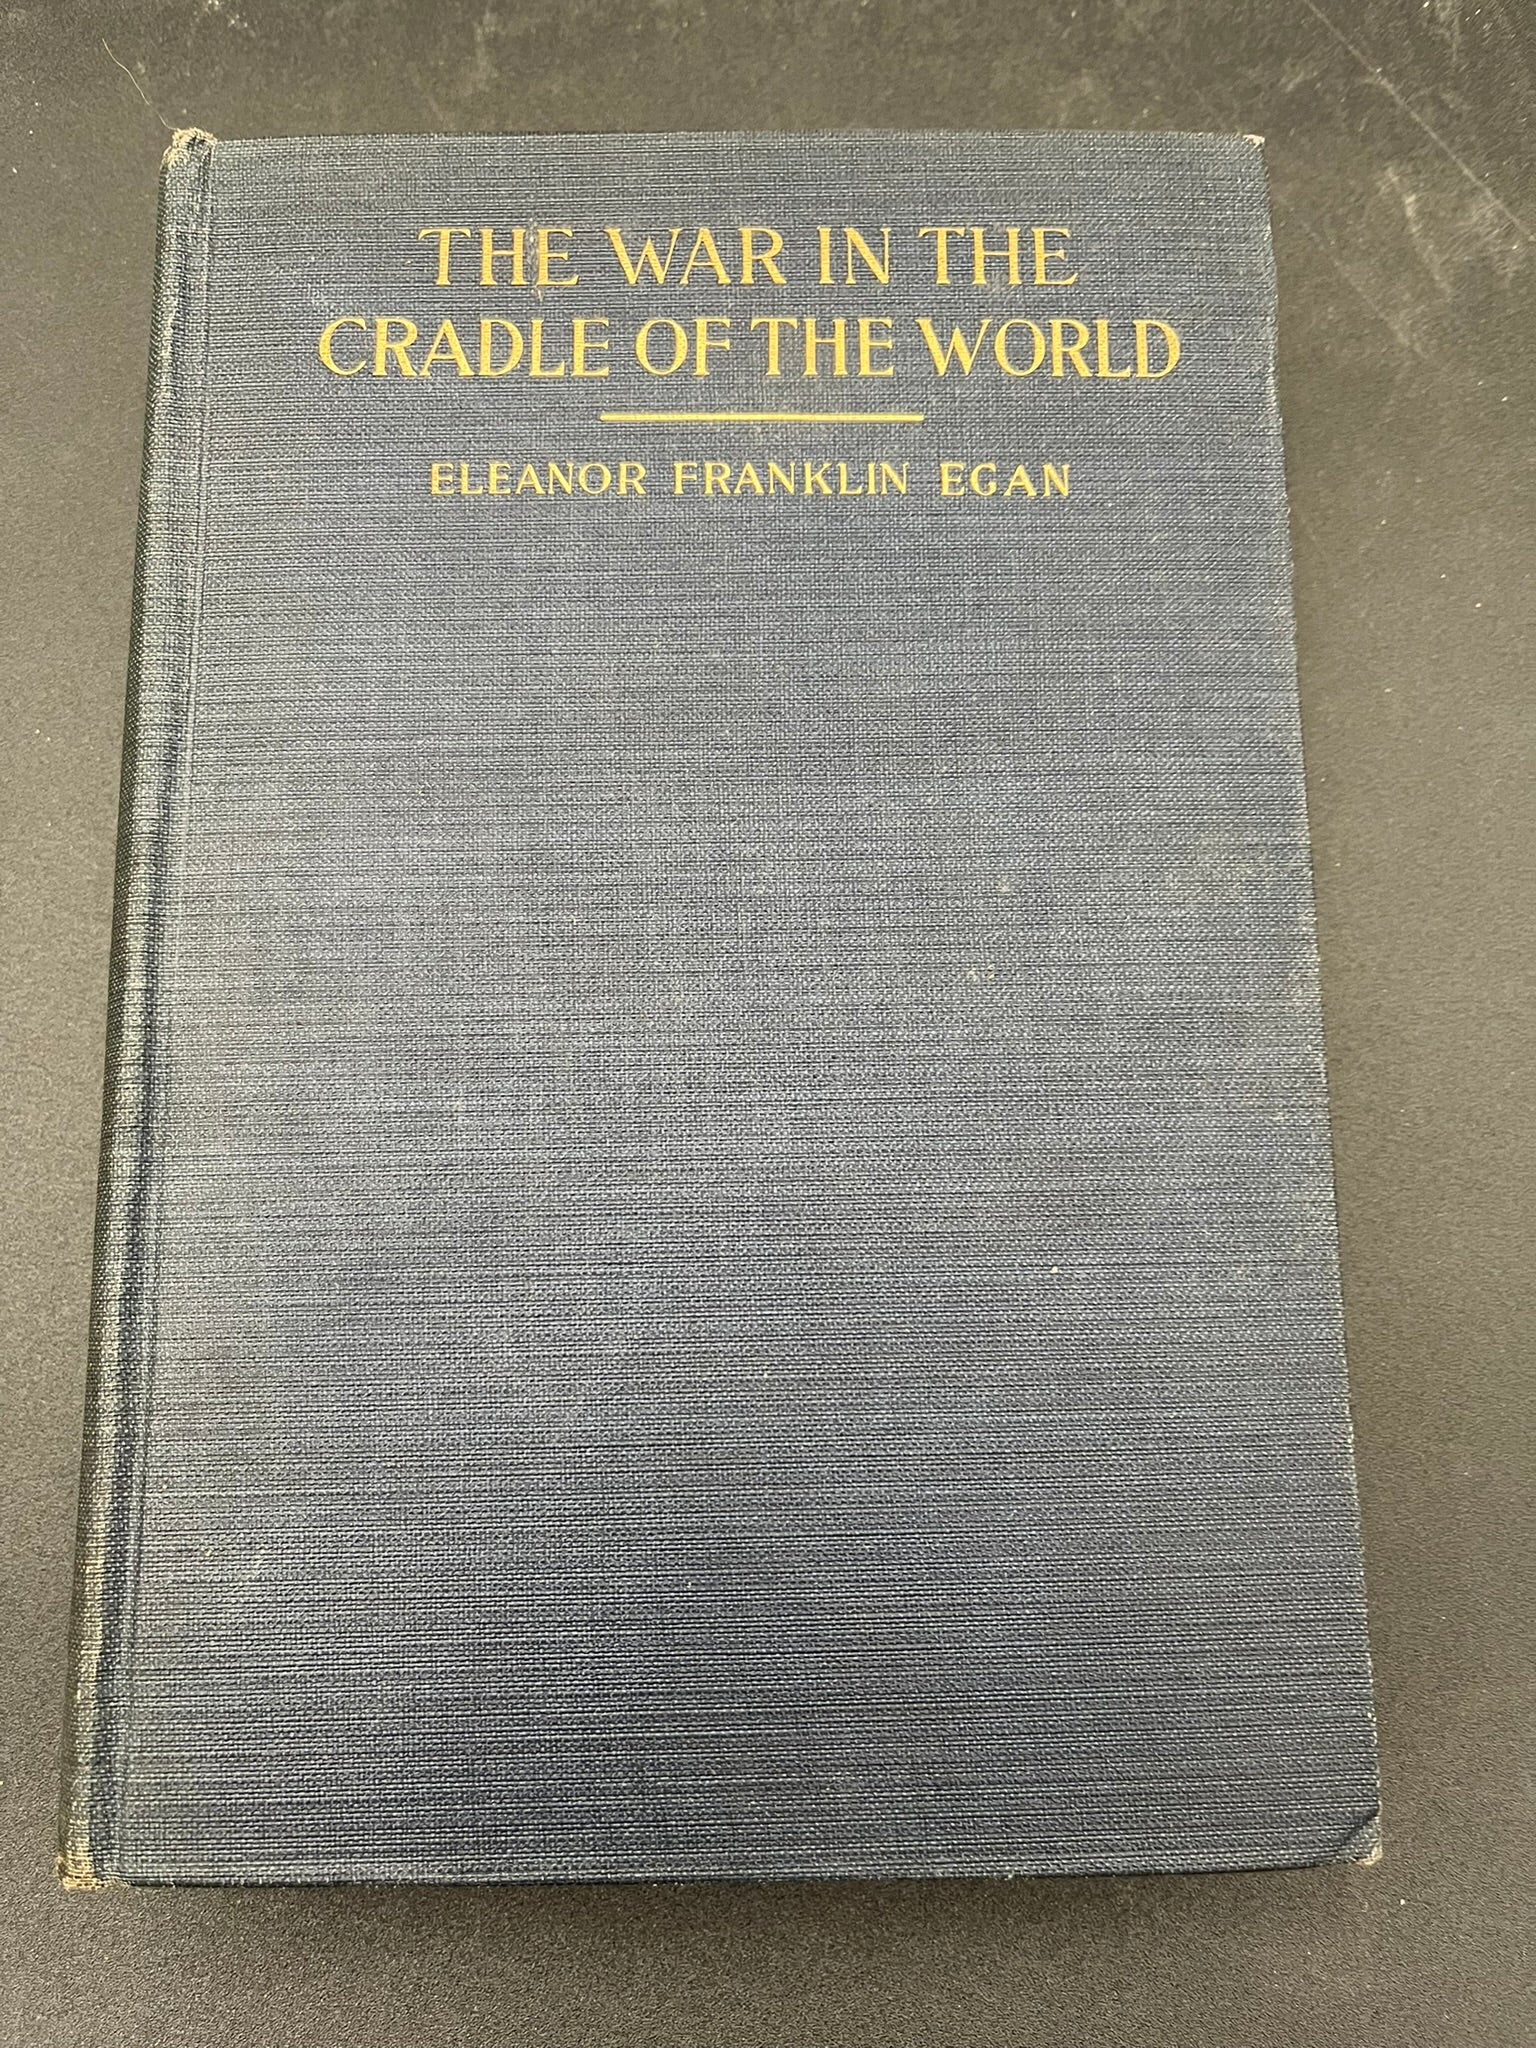 THE WAR IN THE
CRADLE OF THE WORLD
ELEANOR FRANKLIN EGAN